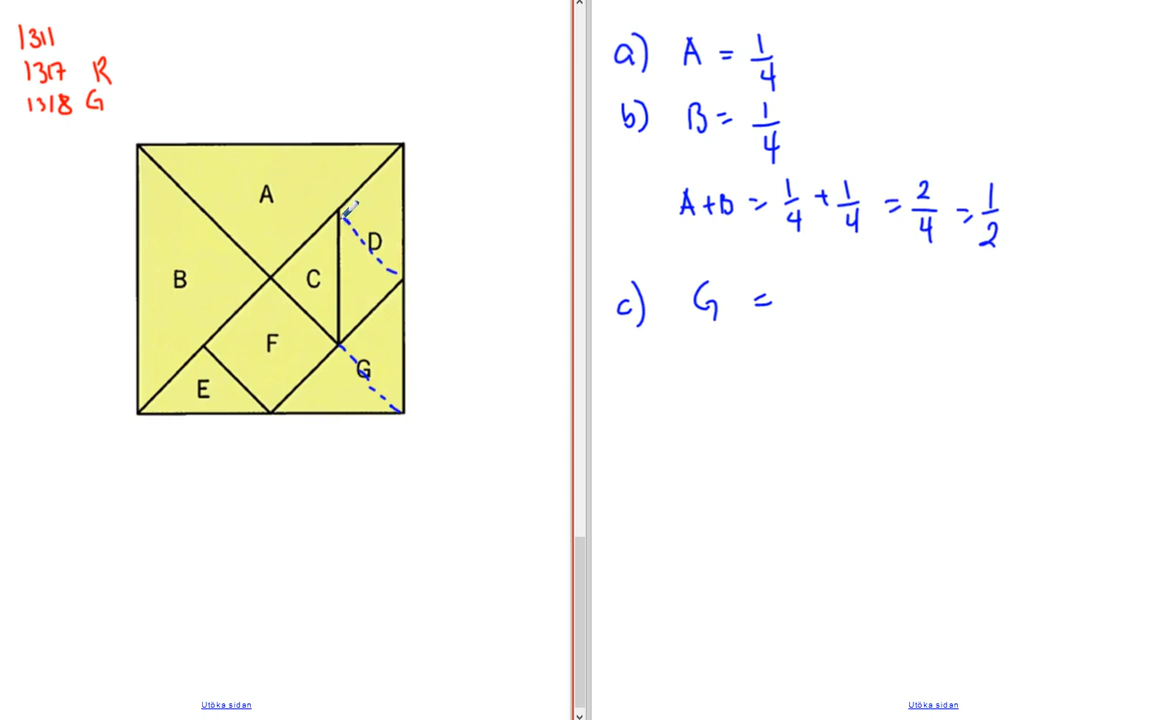 1311
1317 R
1318 G
A
B
C
D
E
F
G
a) A = 1/4
b) B = 1/4
A+B = 1/4 + 1/4 = 2/4 = 1/2
c) G =
Utöka sidan
Utöka sidan